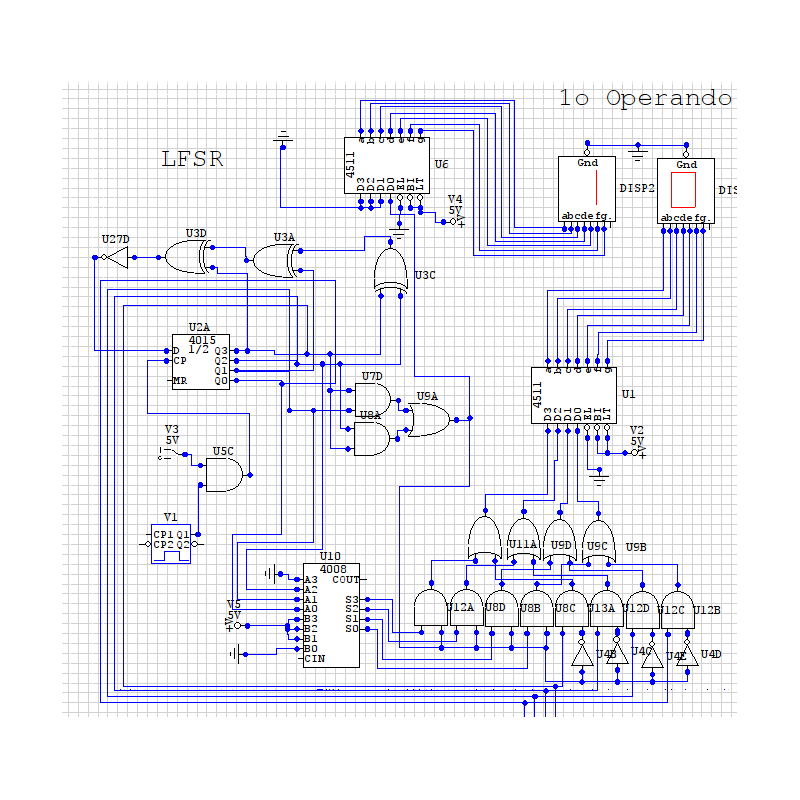 1o Operando
LFSR
a b c d e f g
4511
D3 D2 D1 D0 EL BI LT
U6
V4
5V
+V
Gnd
abcdefg.
DISP2
Gnd
abcdefg.
DIS
U27D
U3D
U3A
U3C
U2A
4015
1/2
D
CP
MR
Q3
Q2
Q1
Q0
U7D
U8A
U9A
a b c d e f g
4511
D3 D2 D1 D0 EL BI LT
U1
V2
5V
+V
V3
5V
U5C
V1
CP1 Q1
CP2 Q2
U11A
U9D
U9C
U9B
U10
4008
A3 COUT
A2
A1
A0
B3
B2
B1
B0
CIN
S3
S2
S1
S0
5V
+V
U12A
U8D
U8B
U8C
U13A
U12D
U12C
U12B
U4B
U4C
U4E
U4D